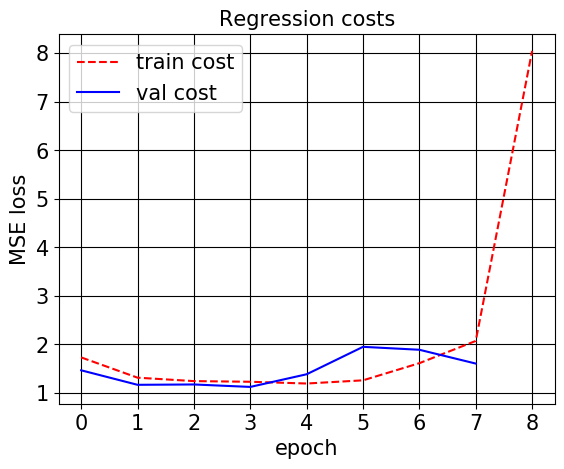 Regression costs
train cost
val cost
MSE loss
8
7
6
5
4
3
2
1
0 1 2 3 4 5 6 7 8
epoch